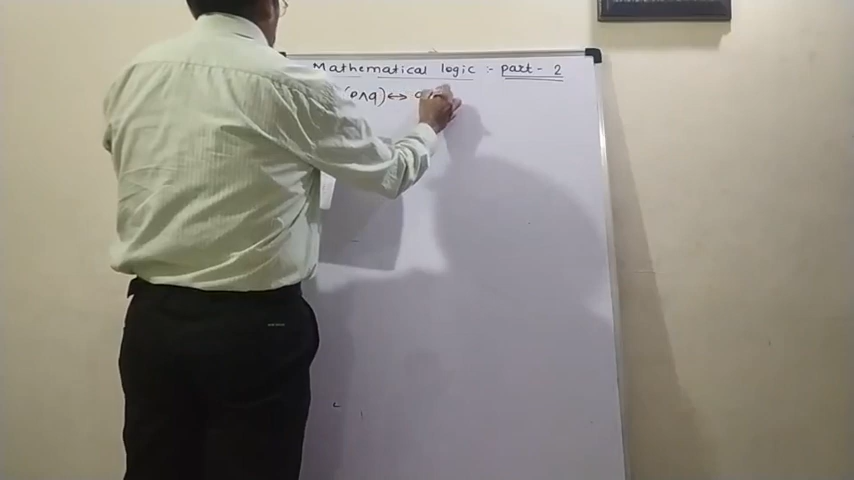 Mathematical logic :- part - 2
(p∧q)↔